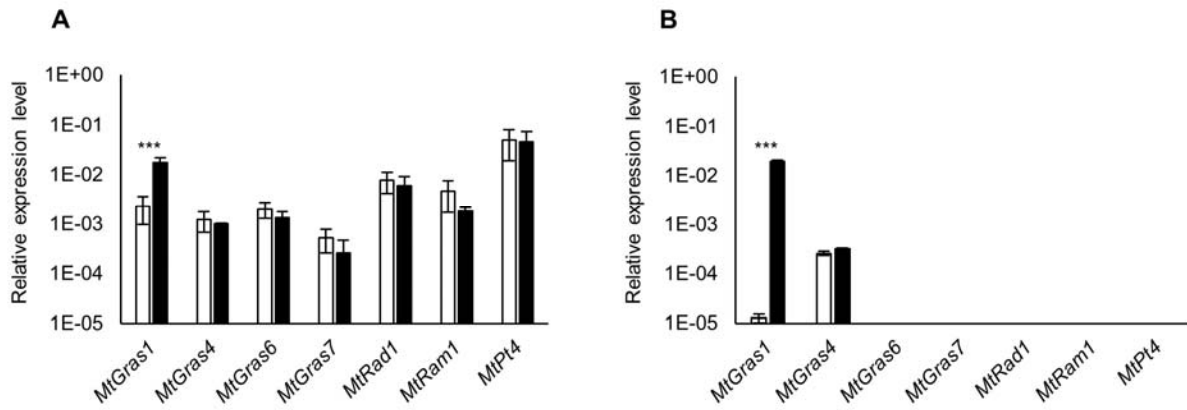 A
Relative expression level
1E+00
1E-01
1E-02
1E-03
1E-04
1E-05
***
MtGras1
MtGras4
MtGras6
MtGras7
MtRad1
MtRam1
MtPt4
B
Relative expression level
1E+00
1E-01
1E-02
1E-03
1E-04
1E-05
***
MtGras1
MtGras4
MtGras6
MtGras7
MtRad1
MtRam1
MtPt4